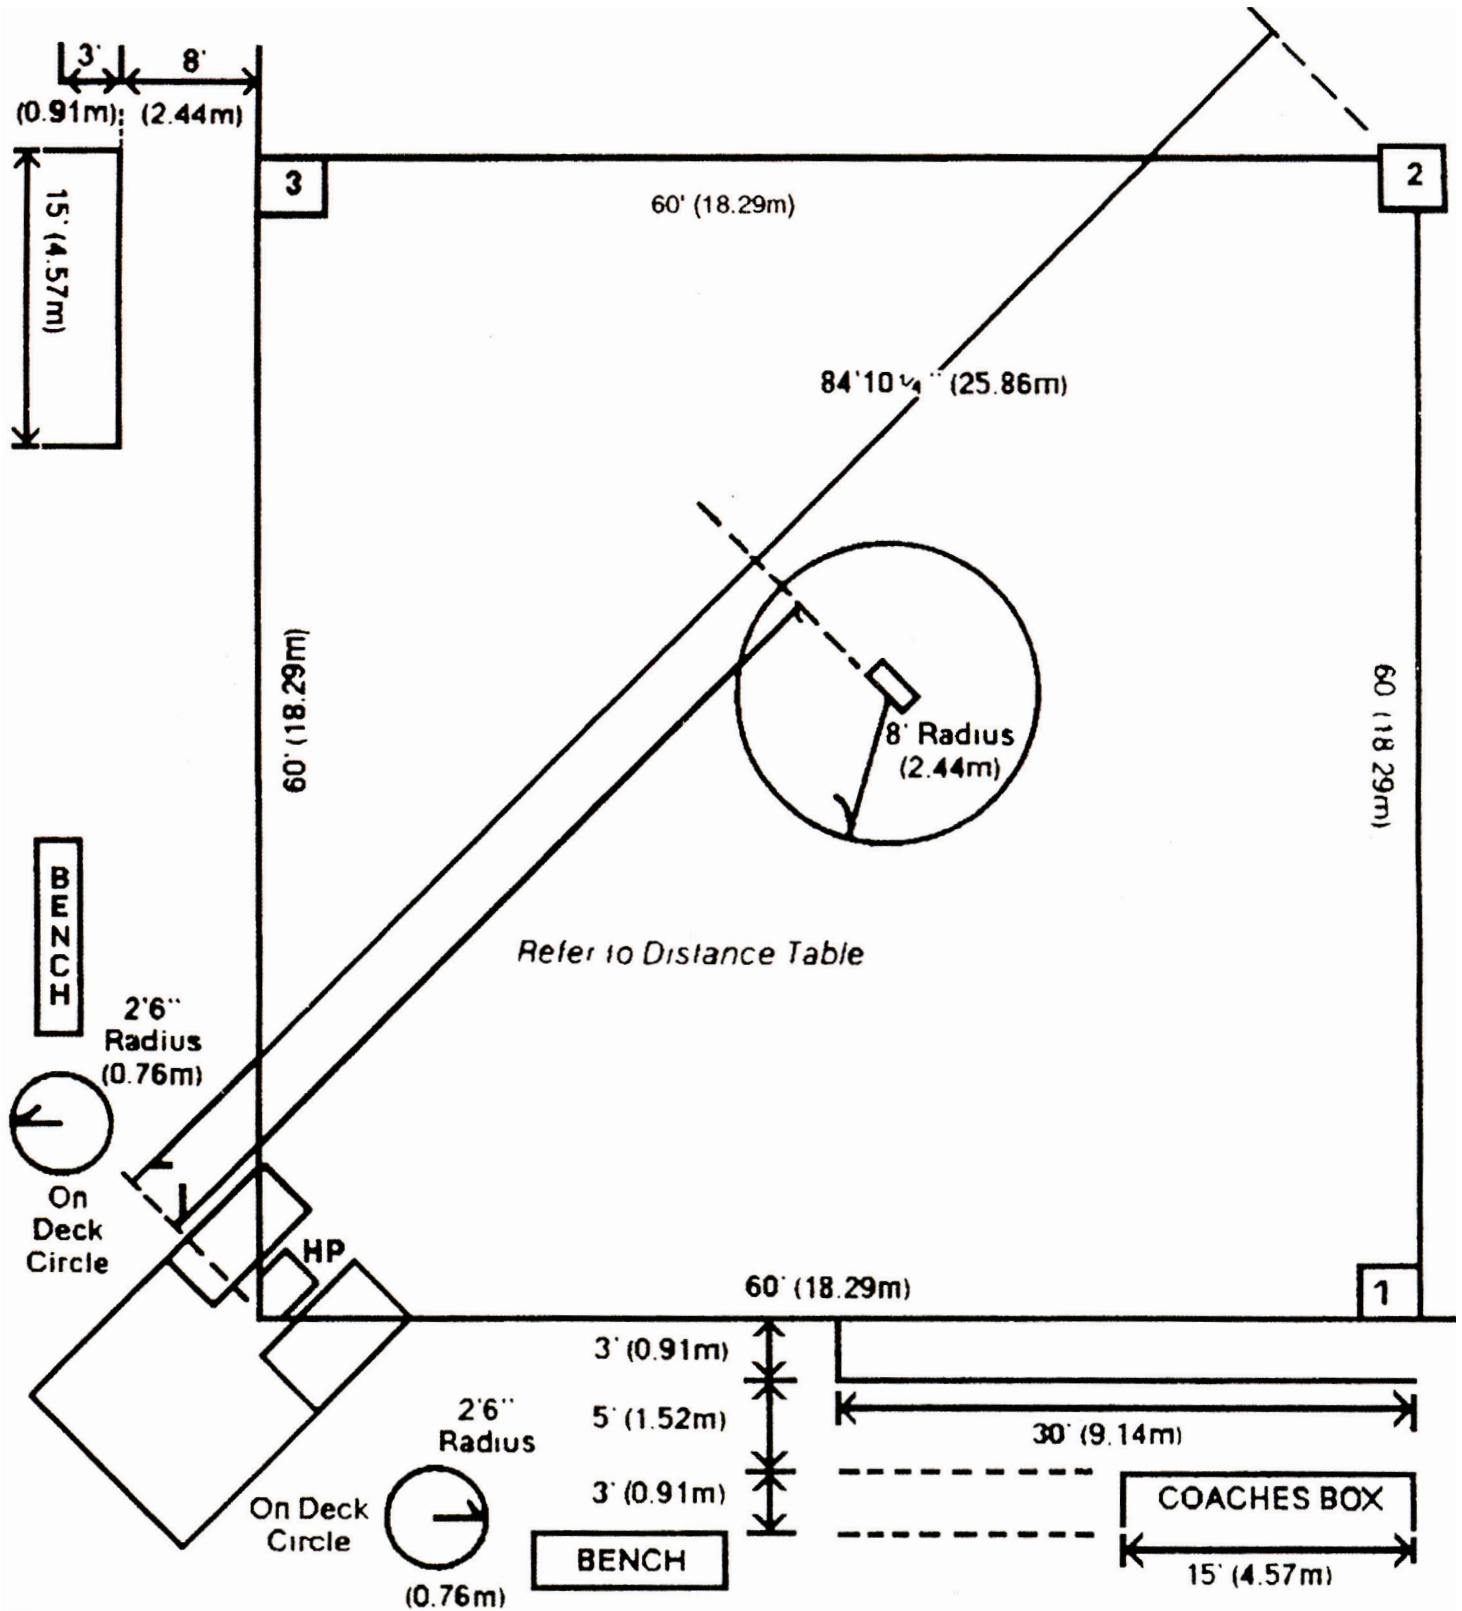 3' 8'
(0.91m) (2.44m)
3
2
60' (18.29m)
15' (4.57m)
84'10 ¼" (25.86m)
60' (18.29m)
60 (18 29m)
8' Radius
(2.44m)
BENCH
Refer to Distance Table
2'6"
Radius
(0.76m)
On
Deck
Circle
HP
60' (18.29m)
1
3' (0.91m)
5' (1.52m)
30' (9.14m)
2'6"
Radius
3' (0.91m)
COACHES BOX
On Deck
Circle
BENCH
15' (4.57m)
(0.76m)